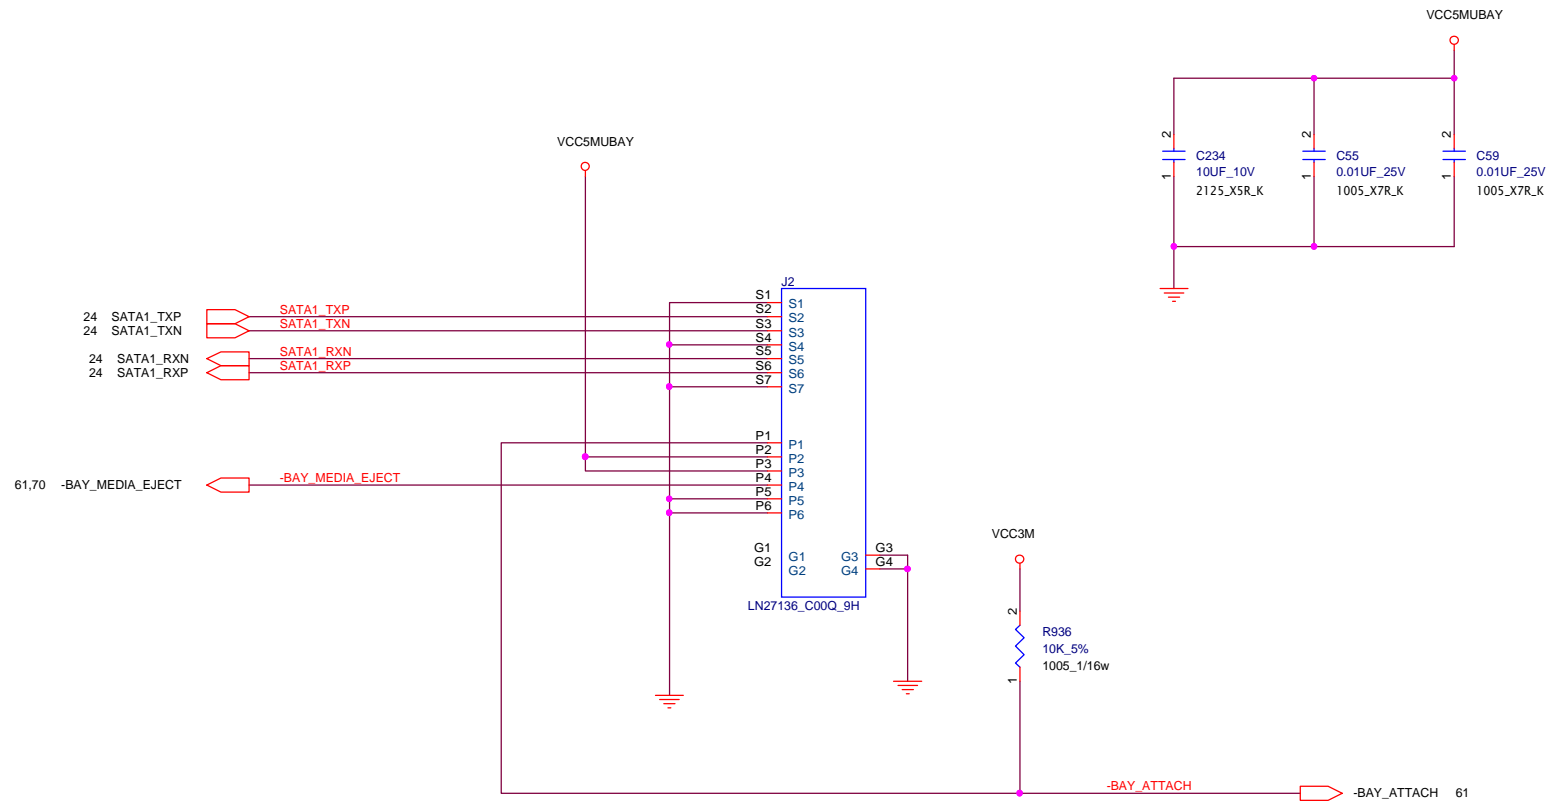 VCC5MUBAY
2 2 2
C234 C55 C59
10UF_10V 0.01UF_25V 0.01UF_25V
2125_X5R_K 1005_X7R_K 1005_X7R_K
1 1 1
VCC5MUBAY
J2
S1 S1
24 SATA1_TXP SATA1_TXP S2 S2
24 SATA1_TXN SATA1_TXN S3 S3
S4 S4
24 SATA1_RXN SATA1_RXN S5 S5
24 SATA1_RXP SATA1_RXP S6 S6
S7 S7
P1 P1
P2 P2
P3 P3
61,70 -BAY_MEDIA_EJECT -BAY_MEDIA_EJECT P4 P4
P5 P5
P6 P6
G1 G1 G3 G3
G2 G2 G4 G4
LN27136_C00Q_9H
VCC3M
2
R936
10K_5%
1005_1/16w
1
-BAY_ATTACH -BAY_ATTACH 61